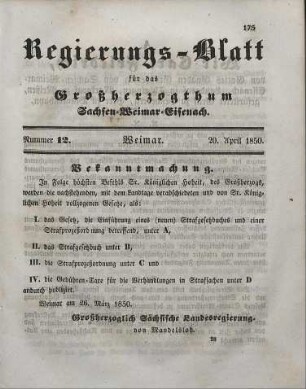 175
Regierungs-Blatt
für das
Großherzogthum
Sachsen-Weimar-Eisenach.
Nummer 12. Weimar. 20. April 1850.
Bekanntmachung.
In Folge höchsten Befehls Sr. Königlichen Hoheit, des Großherzogs,
werden die nachstehenden, mit dem Landtage verabschiedeten und von Sr. König-
lichen Hoheit vollzogenen Gesetze, als:
I. das Gesetz, die Einführung eines neuen Strafgesetzbuches und einer
Strafprozeßordnung betreffend, unter A,
II. das Strafgesetzbuch unter B,
III. die Strafprozeßordnung unter C und
IV. die Gebühren-Taxe für die Verhandlungen in Strafsachen unter D
andurch publizirt.
Weimar am 26. März 1850.
Großherzoglich Sächsische Landesregierung.
von Mandelsloh.